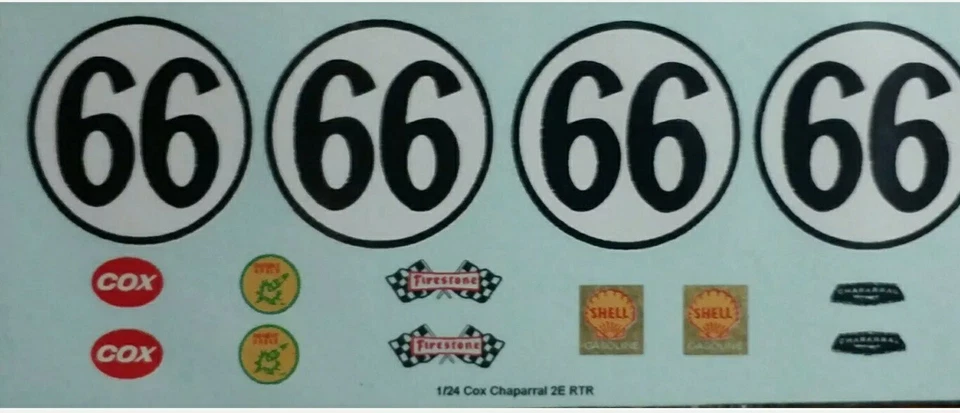 66 66 66 66
COX Firestone SHELL GASOLINE SHELL GASOLINE CHAPARRAL
COX Firestone CHAPARRAL
1/24 Cox Chaparral 2E RTR